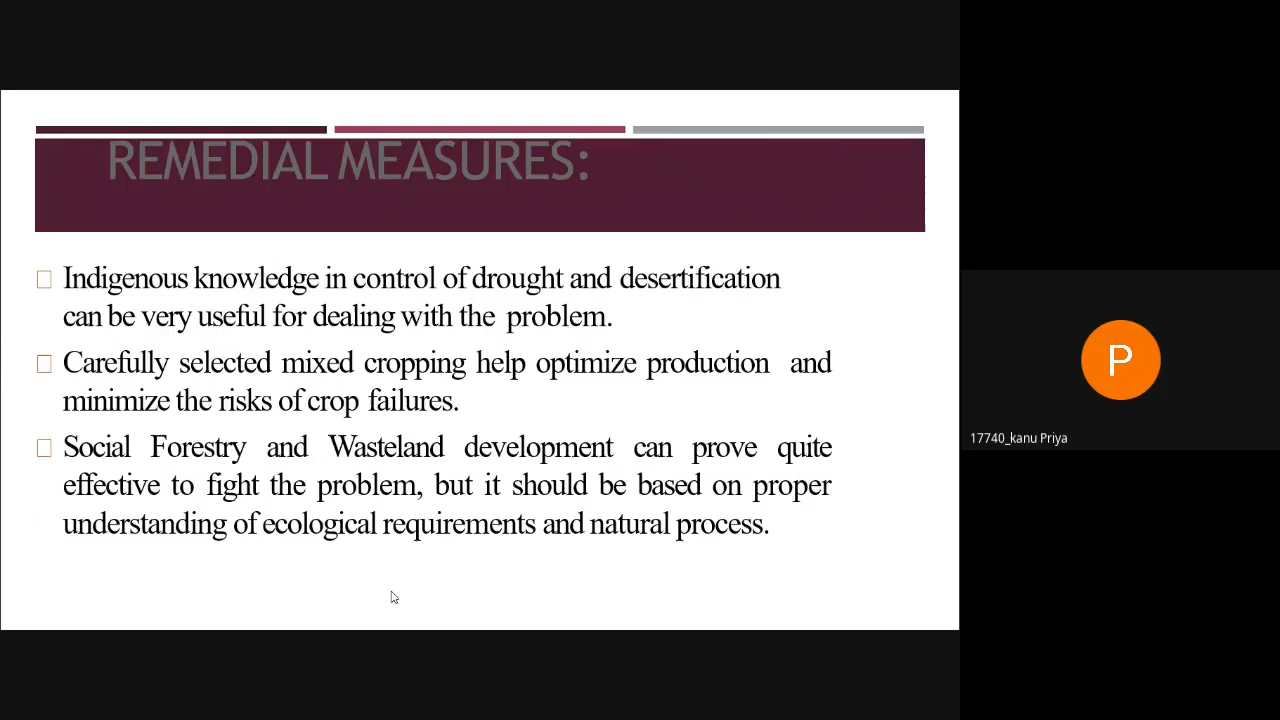 REMEDIAL MEASURES:
Indigenous knowledge in control of drought and desertification
can be very useful for dealing with the problem.
Carefully selected mixed cropping help optimize production and
minimize the risks of crop failures.
Social Forestry and Wasteland development can prove quite
effective to fight the problem, but it should be based on proper
understanding of ecological requirements and natural process.
P
17740_kanu Priya